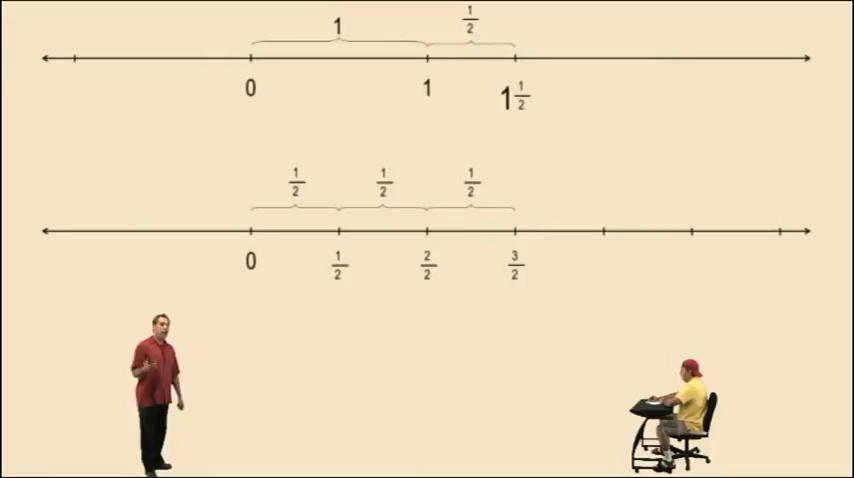 1 1/2
0 1 1 1/2
1/2 1/2 1/2
0 1/2 2/2 3/2